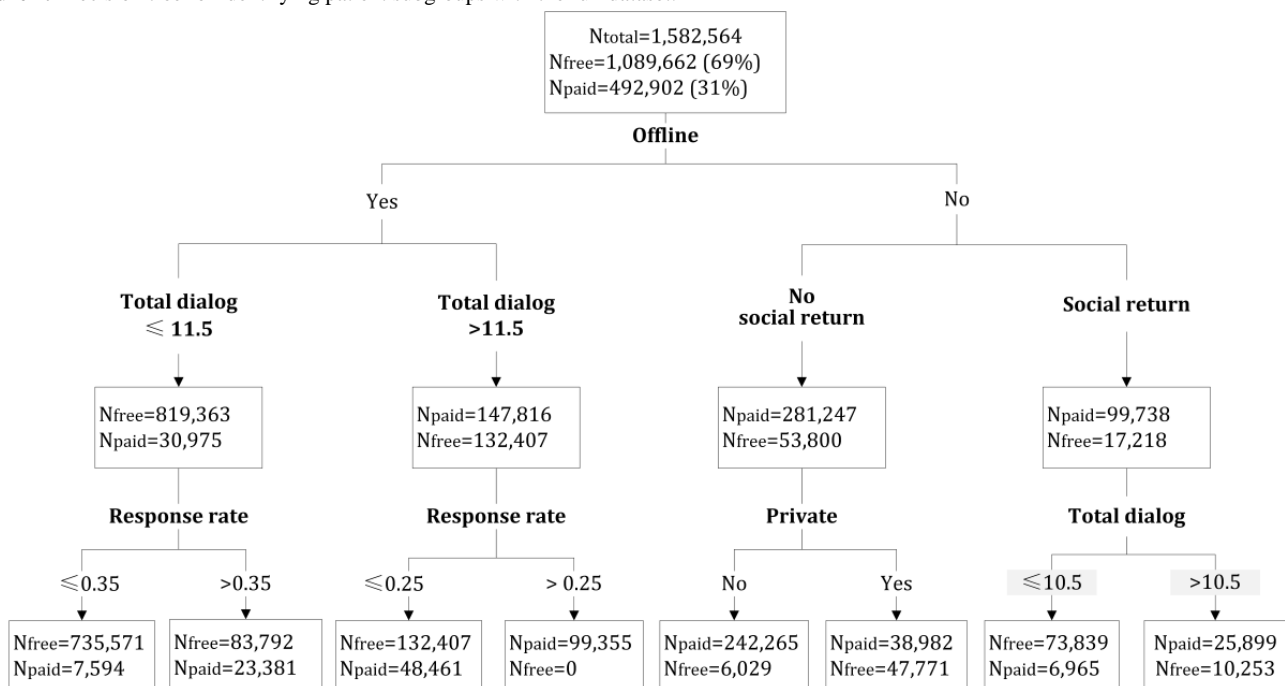 Ntotal=1,582,564
Nfree=1,089,662 (69%)
Npaid=492,902 (31%)
Offline
Yes
No
Total dialog
≤ 11.5
Total dialog
>11.5
No
social return
Social return
Nfree=819,363
Npaid=30,975
Npaid=147,816
Nfree=132,407
Npaid=281,247
Nfree=53,800
Npaid=99,738
Nfree=17,218
Response rate
Response rate
Private
Total dialog
≤0.35
>0.35
≤0.25
> 0.25
No
Yes
≤10.5
>10.5
Nfree=735,571
Npaid=7,594
Nfree=83,792
Npaid=23,381
Nfree=132,407
Npaid=48,461
Npaid=99,355
Nfree=0
Npaid=242,265
Nfree=6,029
Npaid=38,982
Nfree=47,771
Nfree=73,839
Npaid=6,965
Npaid=25,899
Nfree=10,253